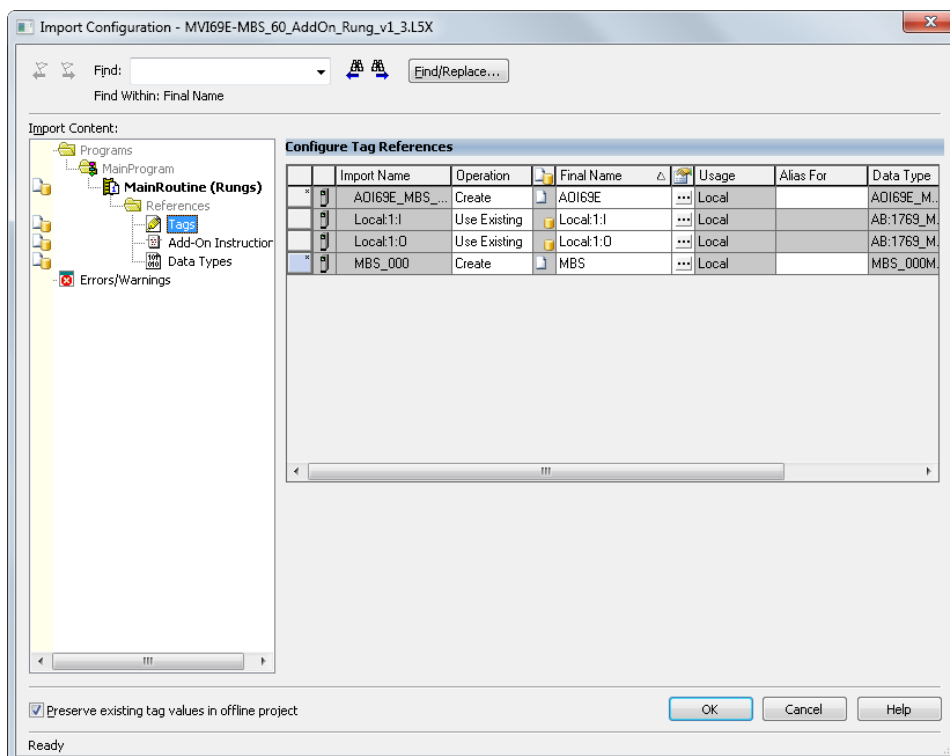 Import Configuration - MVI69E-MBS_60_AddOn_Rung_v1_3.L5X
Find: Find/Replace...
Find Within: Final Name
Import Content:
Programs
MainProgram
MainRoutine (Rungs)
References
Tags
Add-On Instruction
Data Types
Errors/Warnings
Configure Tag References
Import Name Operation Final Name Usage Alias For Data Type
AOI69E_MBS_... Create AOI69E ... Local AOI69E_M...
Local:1:I Use Existing Local:1:I ... Local AB:1769_M...
Local:1:O Use Existing Local:1:O ... Local AB:1769_M...
MBS_000 Create MBS ... Local MBS_000M...
Preserve existing tag values in offline project
OK Cancel Help
Ready